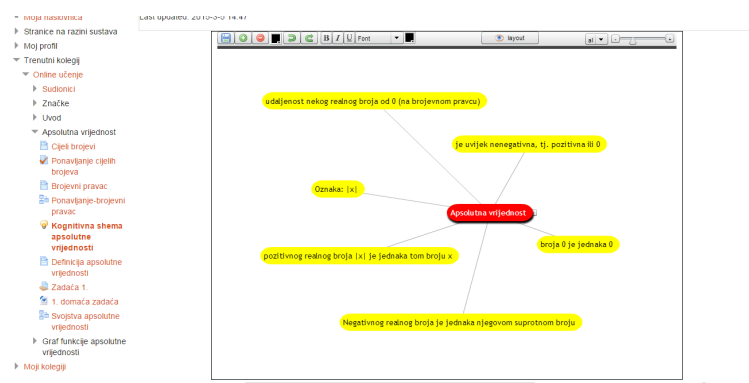 Moja naslovnica
Stranice na razini sustava
Moj profil
Trenutni kolegij
Online učenje
Sudionici
Značke
Uvod
Apsolutna vrijednost
Cijeli brojevi
Ponavljanje cijelih
brojeva
Brojevni pravac
Ponavljanje-brojevni
pravac
Kognitivna shema
apsolutne
vrijednosti
Definicija apsolutne
vrijednosti
Zadaća 1.
1. domaća zadaća
Svojstva apsolutne
vrijednosti
Graf funkcije apsolutne
vrijednosti
Moji kolegiji
Last updated: 2015-3-5 14:47
B I U Font
layout
al
udaljenost nekog realnog broja od 0 (na brojevnom pravcu)
je uvijek nenegativna, tj. pozitivna ili 0
Oznaka: |x|
Apsolutna vrijednost
broja 0 je jednaka 0
pozitivnog realnog broja |x| je jednaka tom broju x
Negativnog realnog broja je jednaka njegovom suprotnom broju